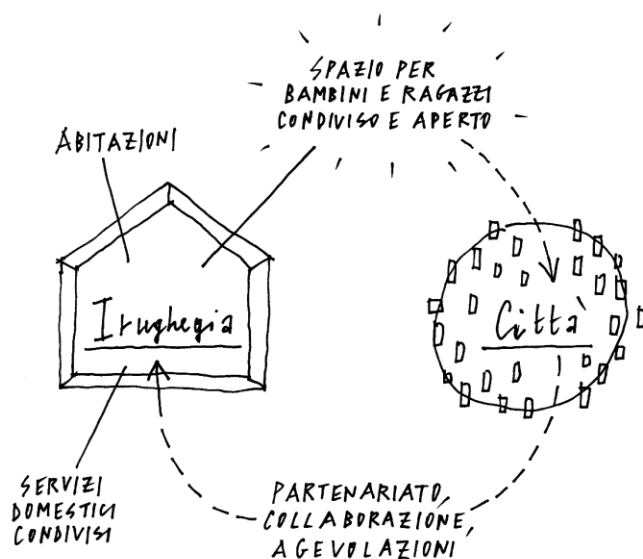 SPAZIO PER
BAMBINI E RAGAZZI
CONDIVISO E APERTO
ABITAZIONI
Irughegia
Città
SERVIZI
DOMESTICI
CONDIVISI
PARTENARIATO,
COLLABORAZIONE,
AGEVOLAZIONI